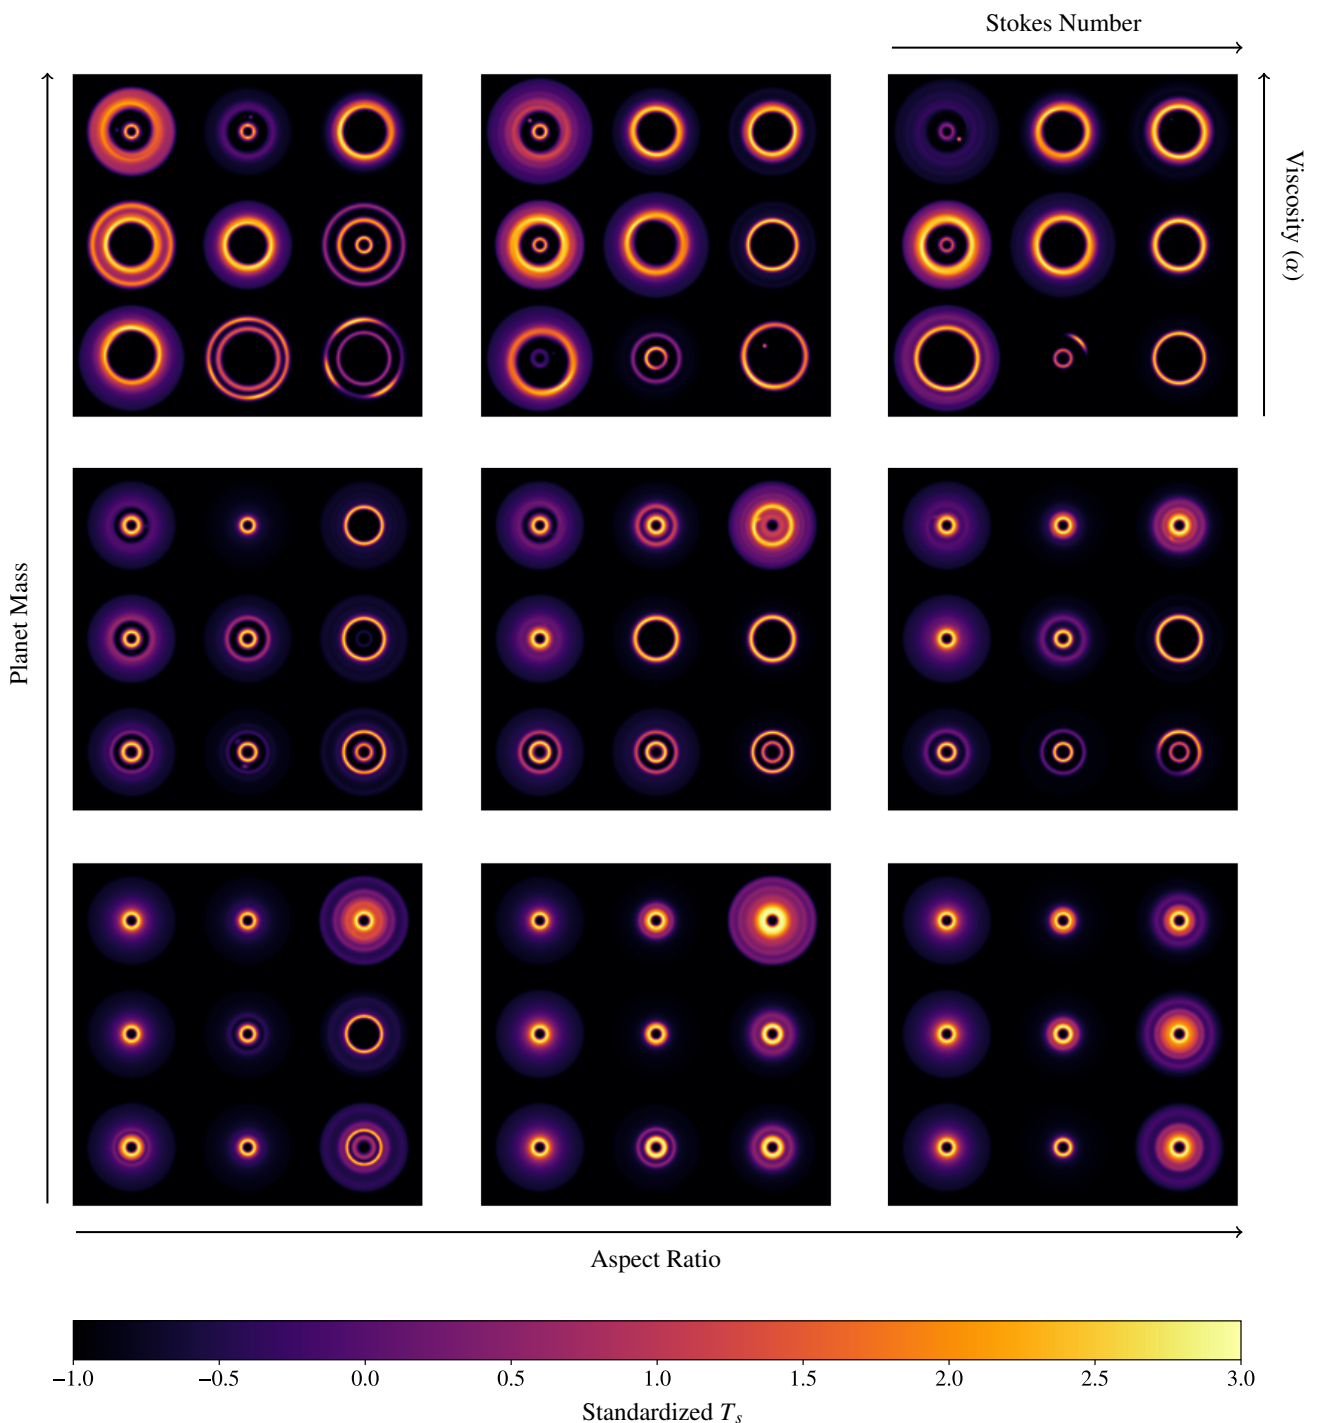 Stokes Number
Viscosity (α)
Planet Mass
Aspect Ratio
−1.0 −0.5 0.0 0.5 1.0 1.5 2.0 2.5 3.0
Standardized Tₛ